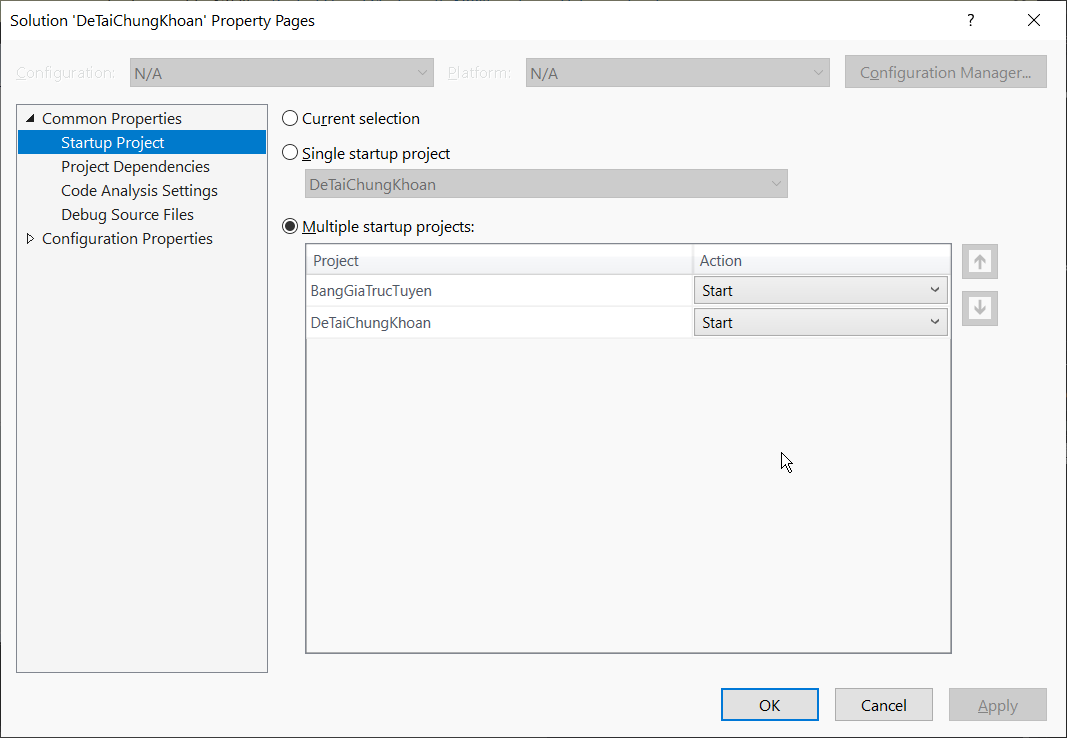 Solution 'DeTaiChungKhoan' Property Pages
?
Configuration: N/A Platform: N/A Configuration Manager...
Common Properties
Startup Project
Project Dependencies
Code Analysis Settings
Debug Source Files
Configuration Properties
Current selection
Single startup project
DeTaiChungKhoan
Multiple startup projects:
Project Action
BangGiaTrucTuyen Start
DeTaiChungKhoan Start
OK Cancel Apply